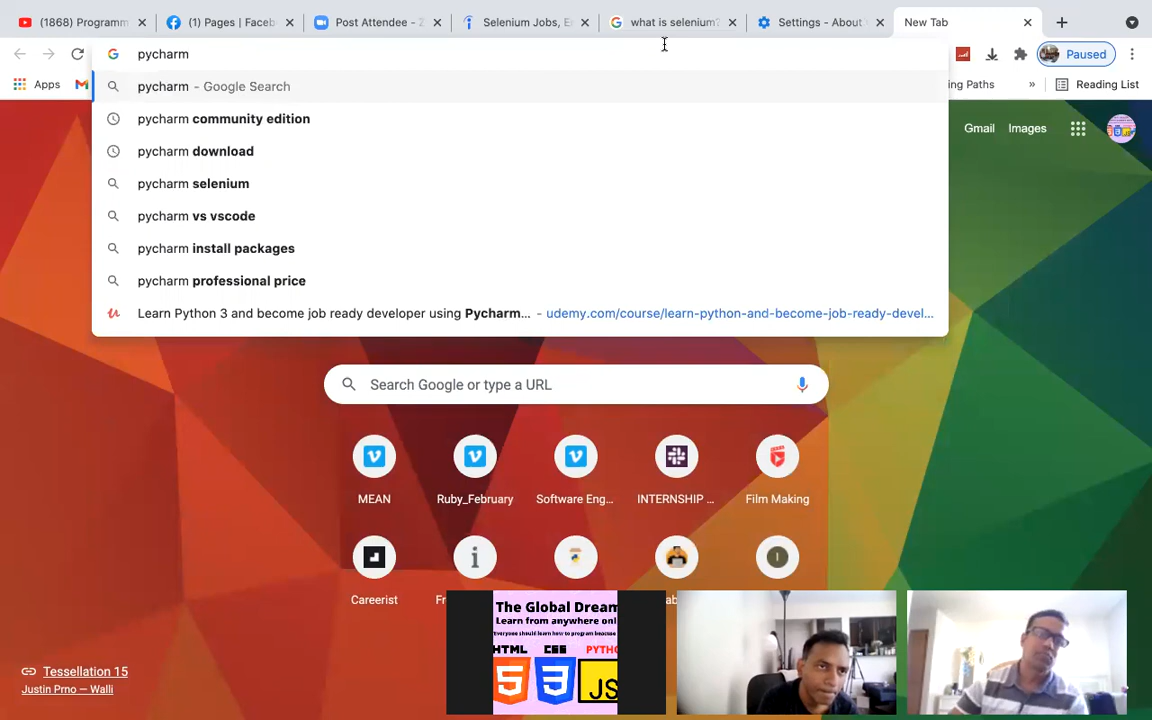 (1868) Programm
(1) Pages | Faceb
Post Attendee - Z
Selenium Jobs, E
what is selenium?
Settings - About
New Tab
pycharm
Paused
Apps
ng Paths
»
Reading List
pycharm - Google Search
pycharm community edition
pycharm download
pycharm selenium
pycharm vs vscode
pycharm install packages
pycharm professional price
Learn Python 3 and become job ready developer using Pycharm... - udemy.com/course/learn-python-and-become-job-ready-devel...
Gmail
Images
Search Google or type a URL
MEAN
Ruby_February
Software Eng...
INTERNSHIP ...
Film Making
Careerist
The Global Dream
Learn from anywhere onl
HTML
CSS
PYTHO
5
3
JS
Tessellation 15
Justin Prno — Walli